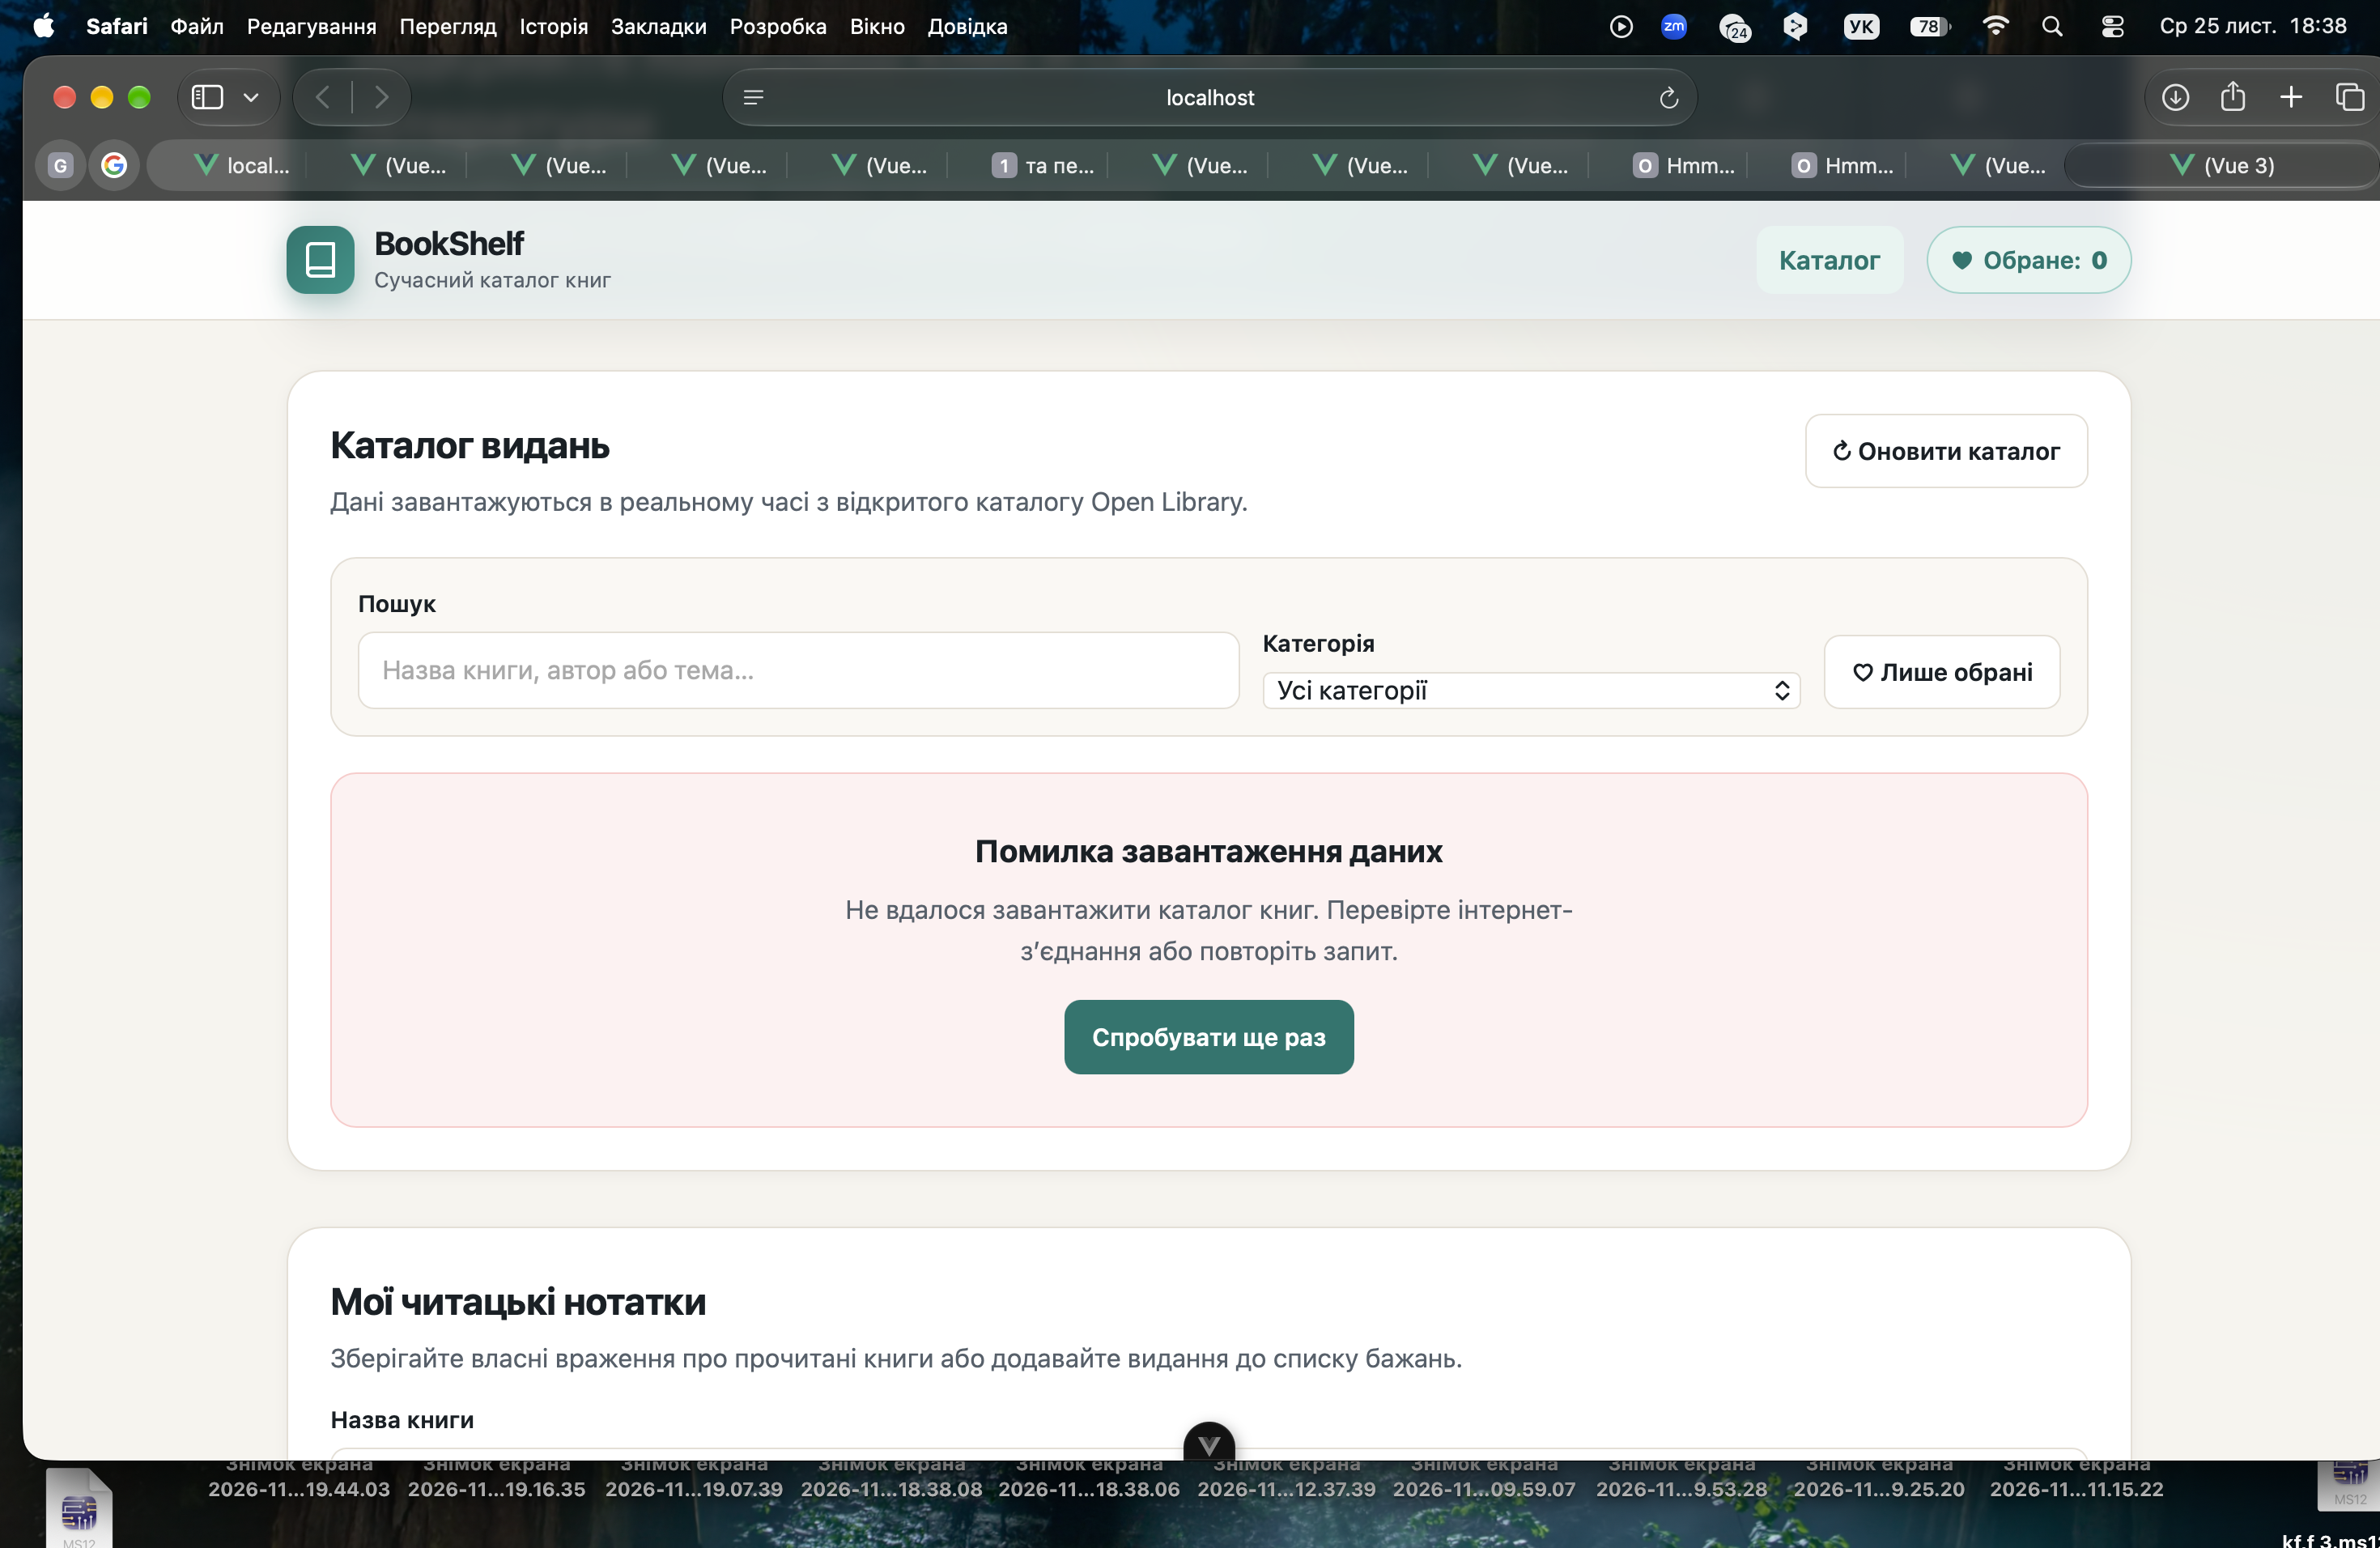 Safari Файл Редагування Перегляд Історія Закладки Розробка Вікно Довідка
zm 24 УК 78 Ср 25 лист. 18:38
localhost
G local... (Vue... (Vue... (Vue... (Vue... 1 та пе... (Vue... (Vue... (Vue... O Hmm... O Hmm... (Vue... (Vue 3)
BookShelf
Сучасний каталог книг
Каталог
Обране: 0
Каталог видань
Оновити каталог
Дані завантажуються в реальному часі з відкритого каталогу Open Library.
Пошук
Назва книги, автор або тема...
Категорія
Усі категорії
Лише обрані
Помилка завантаження даних
Не вдалося завантажити каталог книг. Перевірте інтернет-
з’єднання або повторіть запит.
Спробувати ще раз
Мої читацькі нотатки
Зберігайте власні враження про прочитані книги або додавайте видання до списку бажань.
Назва книги
Знімок екрана Знімок екрана Знімок екрана Знімок екрана Знімок екрана Знімок екрана Знімок екрана Знімок екрана Знімок екрана Знімок екрана
2026-11...19.44.03 2026-11...19.16.35 2026-11...19.07.39 2026-11...18.38.08 2026-11...18.38.06 2026-11...12.37.39 2026-11...09.59.07 2026-11...9.53.28 2026-11...9.25.20 2026-11...11.15.22
MS12
MS12